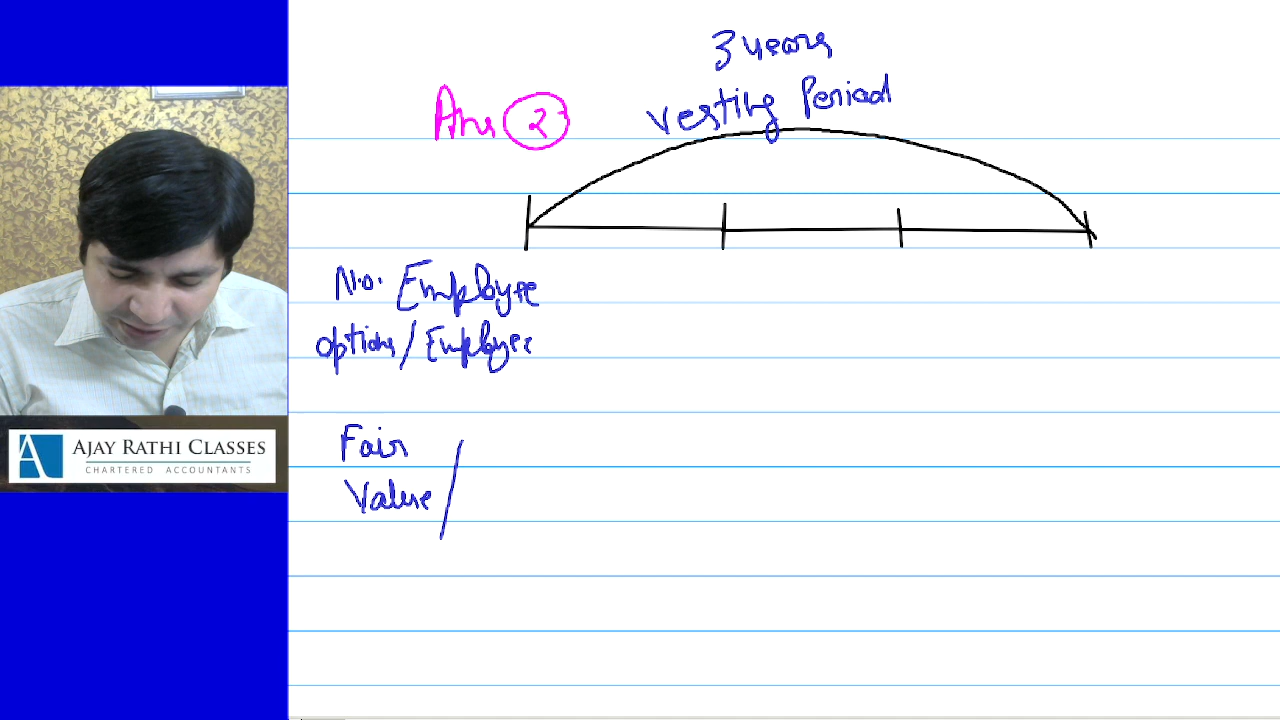 3 years
vesting Period
Ans 2
No. Employee
options/Employee
Fair
Value /
AJAY RATHI CLASSES
CHARTERED ACCOUNTANTS